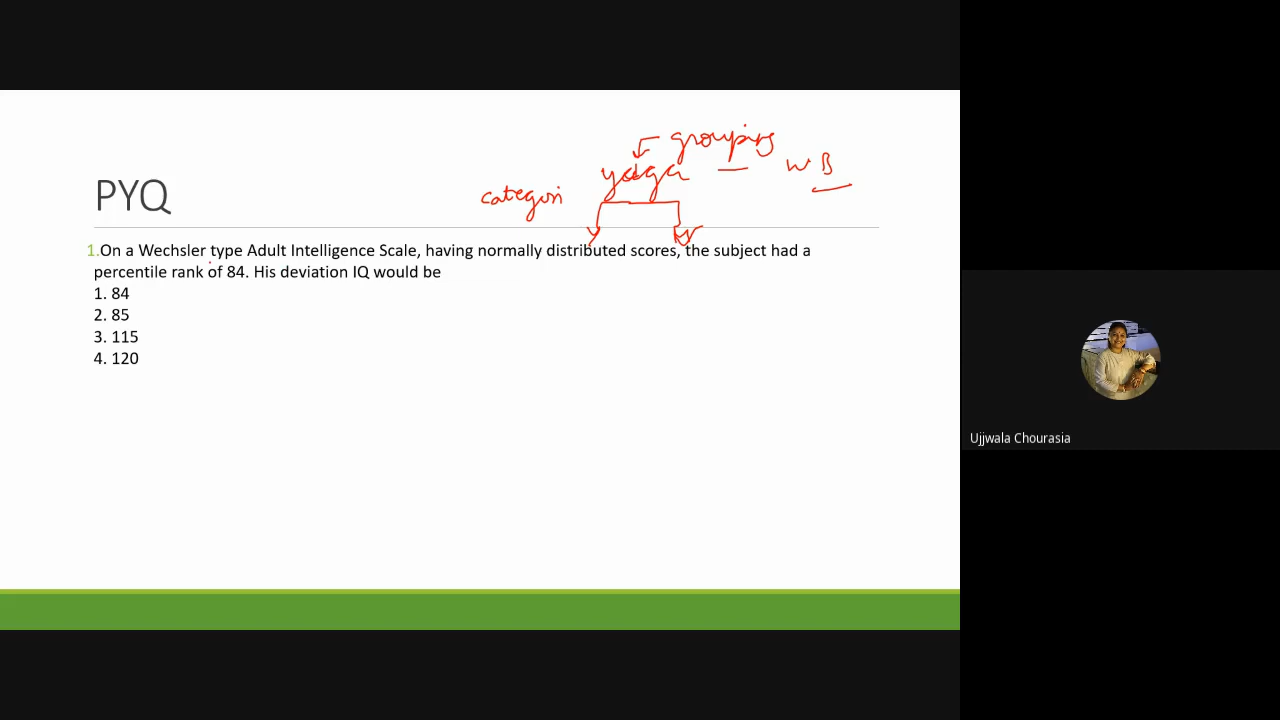 grouping
yoga
W B
categori
PYQ
1.On a Wechsler type Adult Intelligence Scale, having normally distributed scores, the subject had a
percentile rank of 84. His deviation IQ would be
1. 84
2. 85
3. 115
4. 120
Ujjwala Chourasia